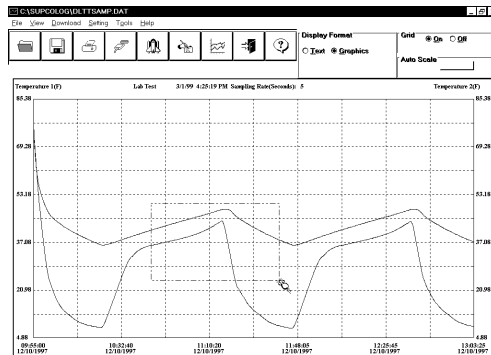 C:\SUPCOLOG\DLTTSAMP.DAT
File View Download Setting Tools Help
Display Format
Text Graphics
Grid On Off
Auto Scale
Temperature 1(F) Lab Test 3/1/99 4:25:19 PM Sampling Rate(Seconds): 5 Temperature 2(F)
85.38 85.38
69.28 69.28
53.18 53.18
37.08 37.08
20.98 20.98
4.88 4.88
09:55:00 10:32:40 11:10:20 11:48:05 12:25:45 13:03:25
12/10/1997 12/10/1997 12/10/1997 12/10/1997 12/10/1997 12/10/1997